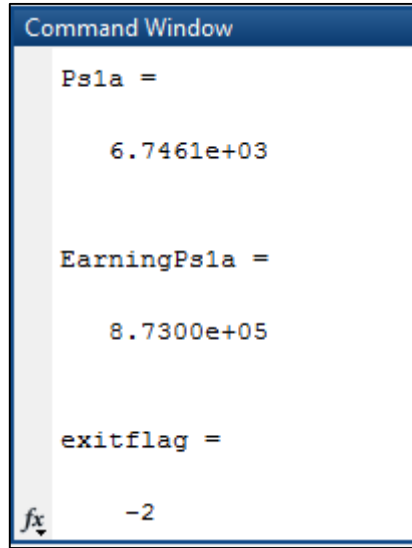 Command Window
Ps1a =
6.7461e+03
EarningPs1a =
8.7300e+05
exitflag =
fx
-2